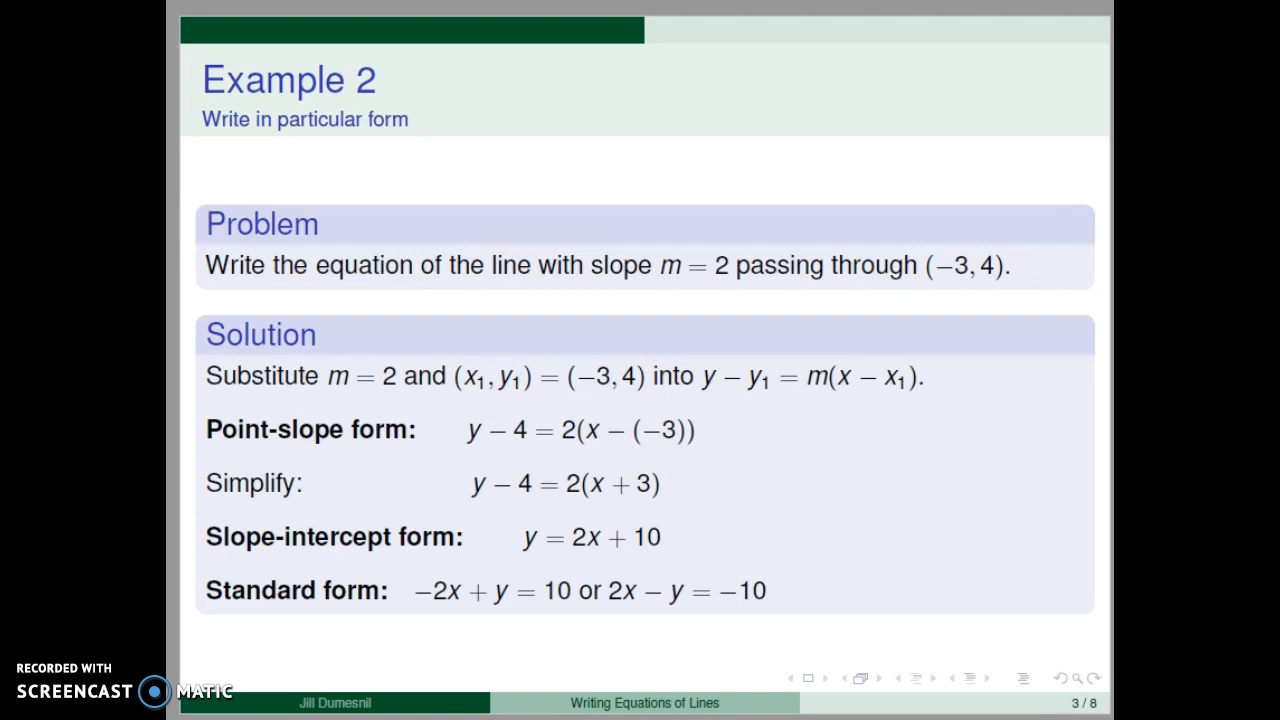 Example 2
Write in particular form
Problem
Write the equation of the line with slope m = 2 passing through (−3, 4).
Solution
Substitute m = 2 and (x₁, y₁) = (−3, 4) into y − y₁ = m(x − x₁).
Point-slope form: y − 4 = 2(x − (−3))
Simplify: y − 4 = 2(x + 3)
Slope-intercept form: y = 2x + 10
Standard form: −2x + y = 10 or 2x − y = −10
RECORDED WITH
SCREENCAST MATIC
Jill Dumesnil Writing Equations of Lines 3 / 8